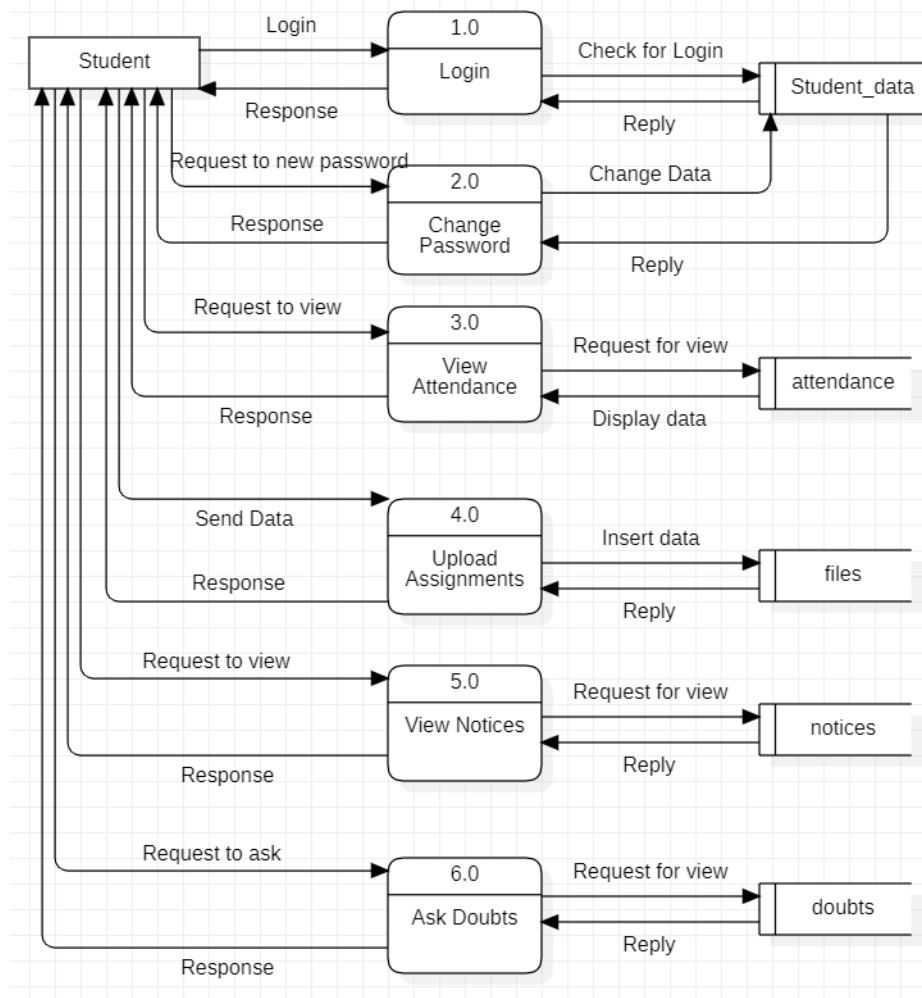 Login
1.0
Student
Login
Check for Login
Student_data
Response
Reply
Request to new password
2.0
Change Data
Response
Change
Password
Reply
Request to view
3.0
Request for view
View
Attendance
attendance
Response
Display data
Send Data
4.0
Insert data
Upload
Assignments
files
Response
Reply
Request to view
5.0
Request for view
View Notices
notices
Response
Reply
Request to ask
6.0
Request for view
Ask Doubts
doubts
Response
Reply